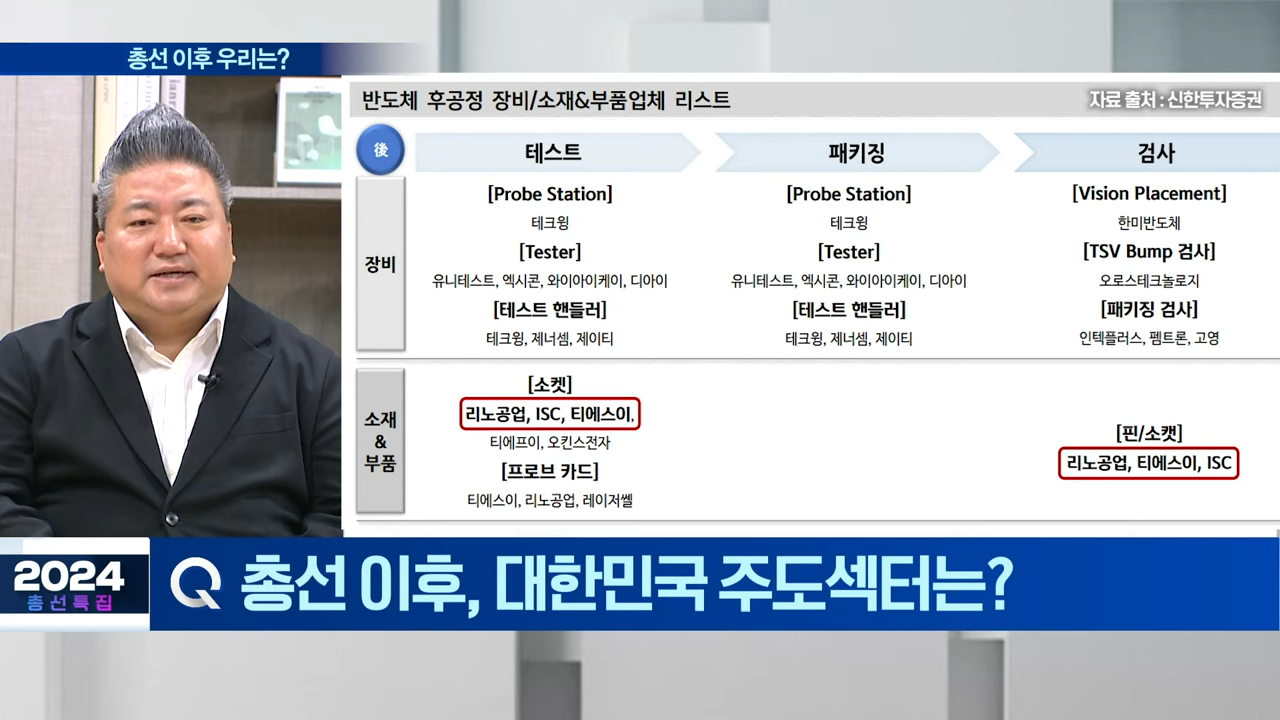 총선 이후 우리는?
반도체 후공정 장비/소재&부품업체 리스트
자료 출처 : 신한투자증권
後
테스트
패키징
검사
장비
[Probe Station]
테크윙
[Tester]
유니테스트, 엑시콘, 와이아이케이, 디아이
[테스트 핸들러]
테크윙, 제너셈, 제이티
[Probe Station]
테크윙
[Tester]
유니테스트, 엑시콘, 와이아이케이, 디아이
[테스트 핸들러]
테크윙, 제너셈, 제이티
[Vision Placement]
한미반도체
[TSV Bump 검사]
오로스테크놀로지
[패키징 검사]
인텍플러스, 펨트론, 고영
소재
&
부품
[소켓]
리노공업, ISC, 티에스이,
티에프이, 오킨스전자
[프로브 카드]
티에스이, 리노공업, 레이저쎌
[핀/소캣]
리노공업, 티에스이, ISC
2024
총선특집
Q 총선 이후, 대한민국 주도섹터는?